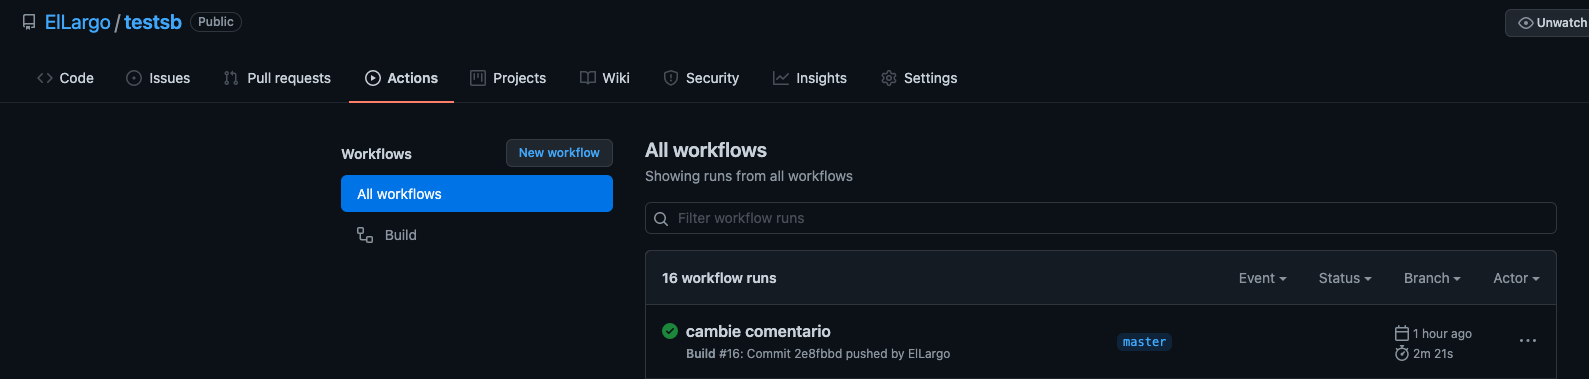 ElLargo / testsb Public
Unwatch
Code Issues Pull requests Actions Projects Wiki Security Insights Settings
Workflows
New workflow
All workflows
Build
All workflows
Showing runs from all workflows
Filter workflow runs
16 workflow runs Event Status Branch Actor
cambie comentario
Build #16: Commit 2e8fbbd pushed by ElLargo
master
1 hour ago
2m 21s